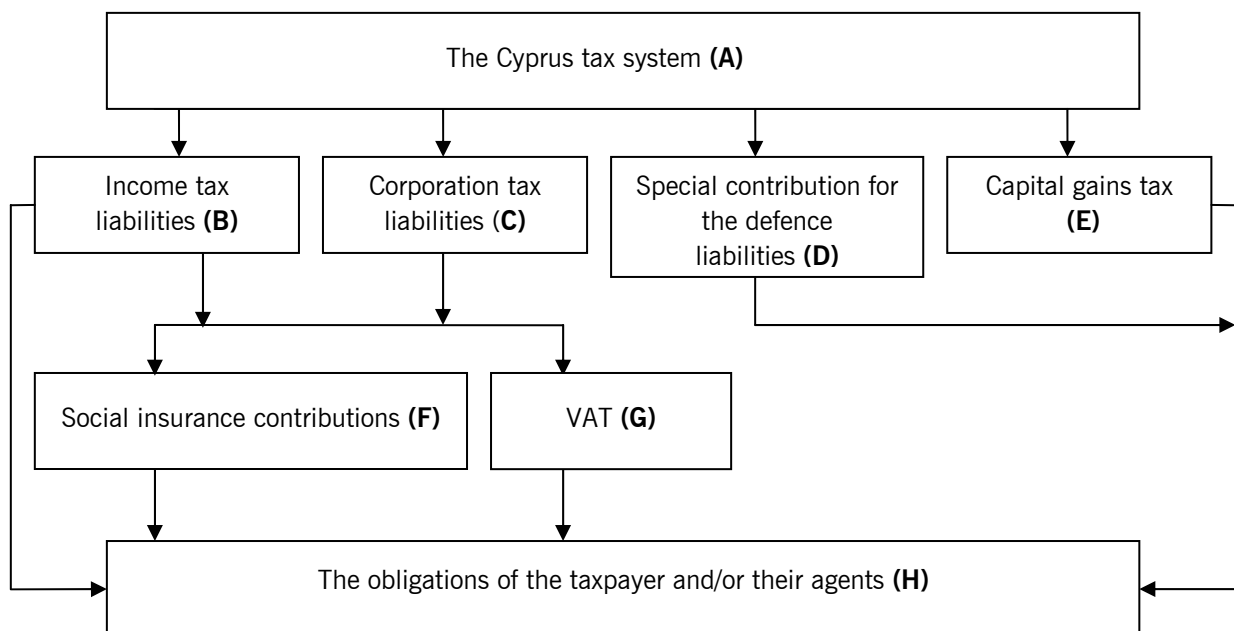 The Cyprus tax system (A)
Income tax
liabilities (B)
Corporation tax
liabilities (C)
Special contribution for
the defence
liabilities (D)
Capital gains tax
(E)
Social insurance contributions (F)
VAT (G)
The obligations of the taxpayer and/or their agents (H)